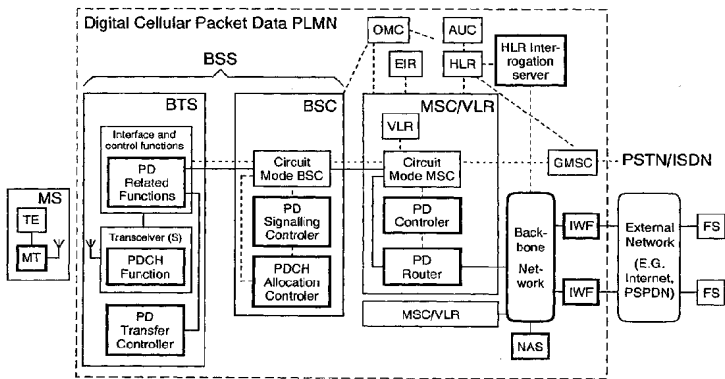 Digital Cellular Packet Data PLMN
OMC
AUC
EIR
HLR
HLR Inter-
rogation
server
BSS
BTS
BSC
MSC/VLR
Interface and
control functions
PD
Related
Functions
VLR
Circuit
Mode BSC
Circuit
Mode MSC
GMSC
PSTN/ISDN
MS
TE
MT
PD
Signalling
Controler
PD
Controler
Transceiver (S)
PDCH
Function
PDCH
Allocation
Controler
PD
Router
Back-
bone
Net-
work
IWF
IWF
External
Network
(E.G.
Internet,
PSPDN)
FS
FS
PD
Transfer
Controller
MSC/VLR
NAS